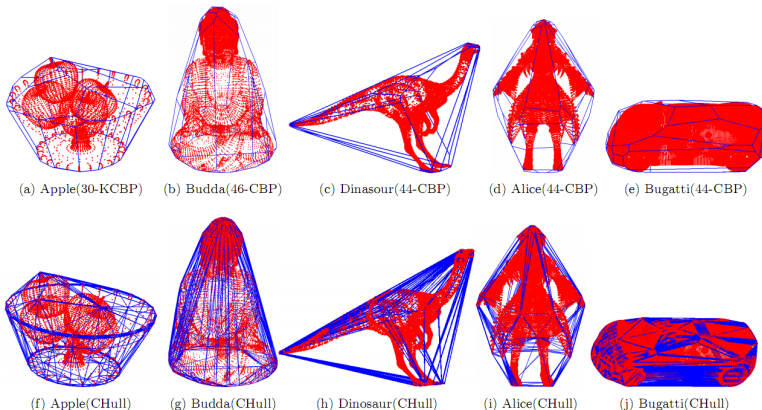 (a) Apple(30-KCBP)
(b) Budda(46-CBP)
(c) Dinasour(44-CBP)
(d) Alice(44-CBP)
(e) Bugatti(44-CBP)
(f) Apple(CHull)
(g) Budda(CHull)
(h) Dinosaur(CHull)
(i) Alice(CHull)
(j) Bugatti(CHull)